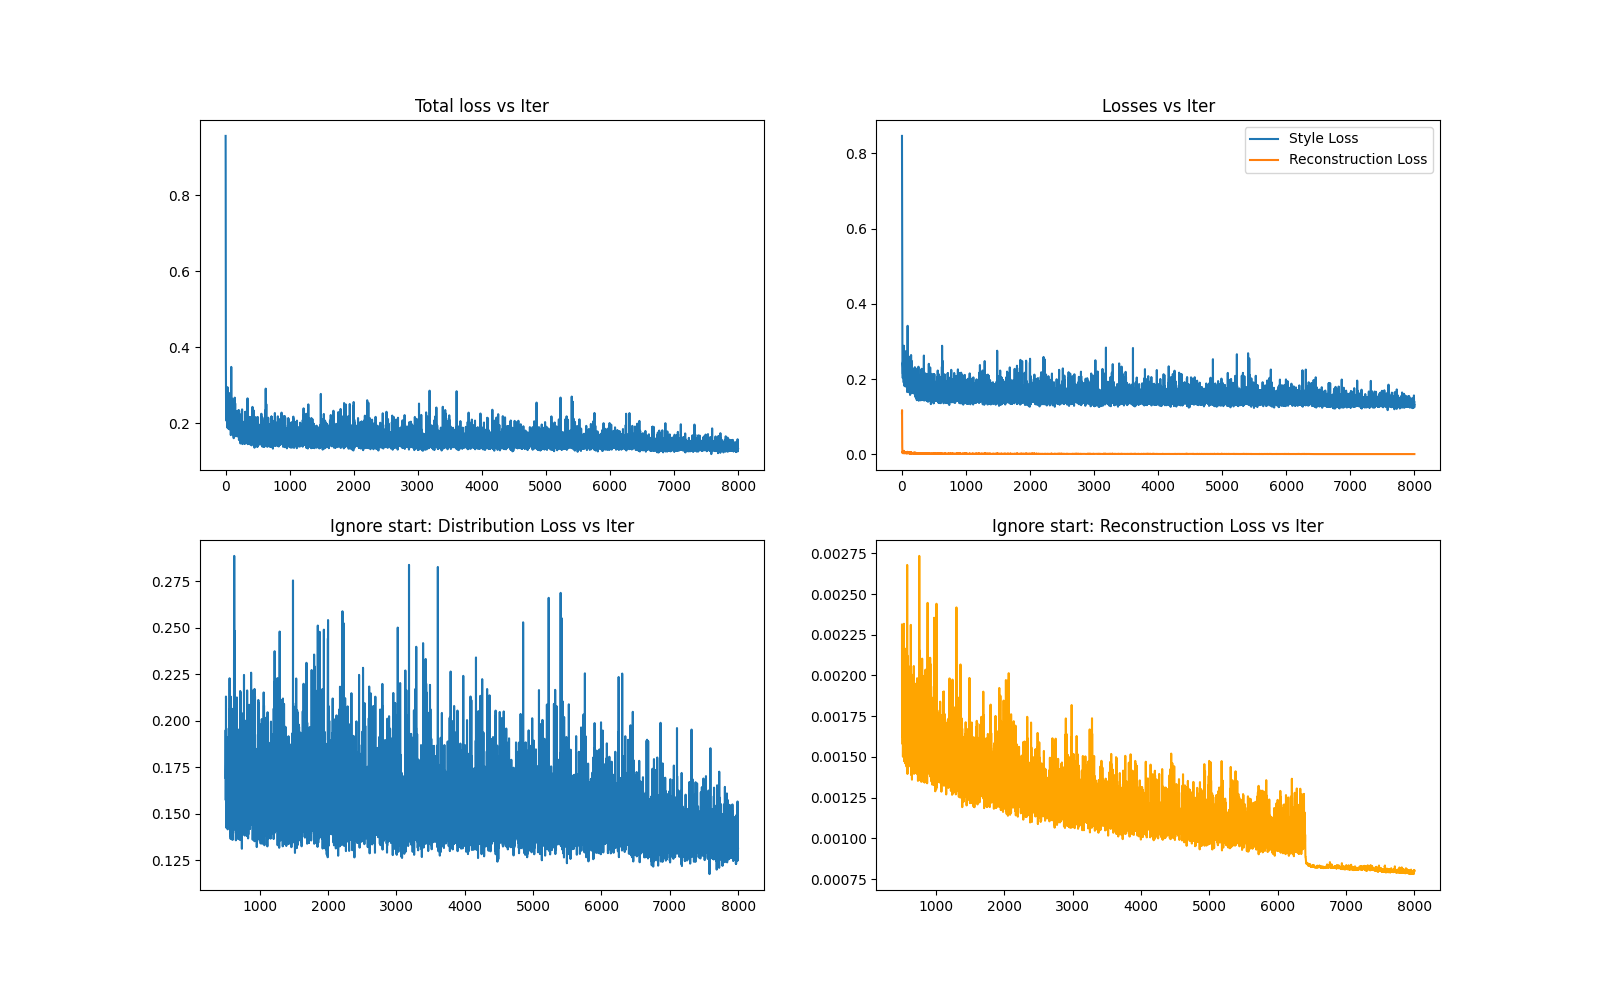 Total loss vs Iter
0.8
0.6
0.4
0.2
0 1000 2000 3000 4000 5000 6000 7000 8000
Losses vs Iter
Style Loss
Reconstruction Loss
0.8
0.6
0.4
0.2
0.0
0 1000 2000 3000 4000 5000 6000 7000 8000
Ignore start: Distribution Loss vs Iter
0.275
0.250
0.225
0.200
0.175
0.150
0.125
1000 2000 3000 4000 5000 6000 7000 8000
Ignore start: Reconstruction Loss vs Iter
0.00275
0.00250
0.00225
0.00200
0.00175
0.00150
0.00125
0.00100
0.00075
1000 2000 3000 4000 5000 6000 7000 8000